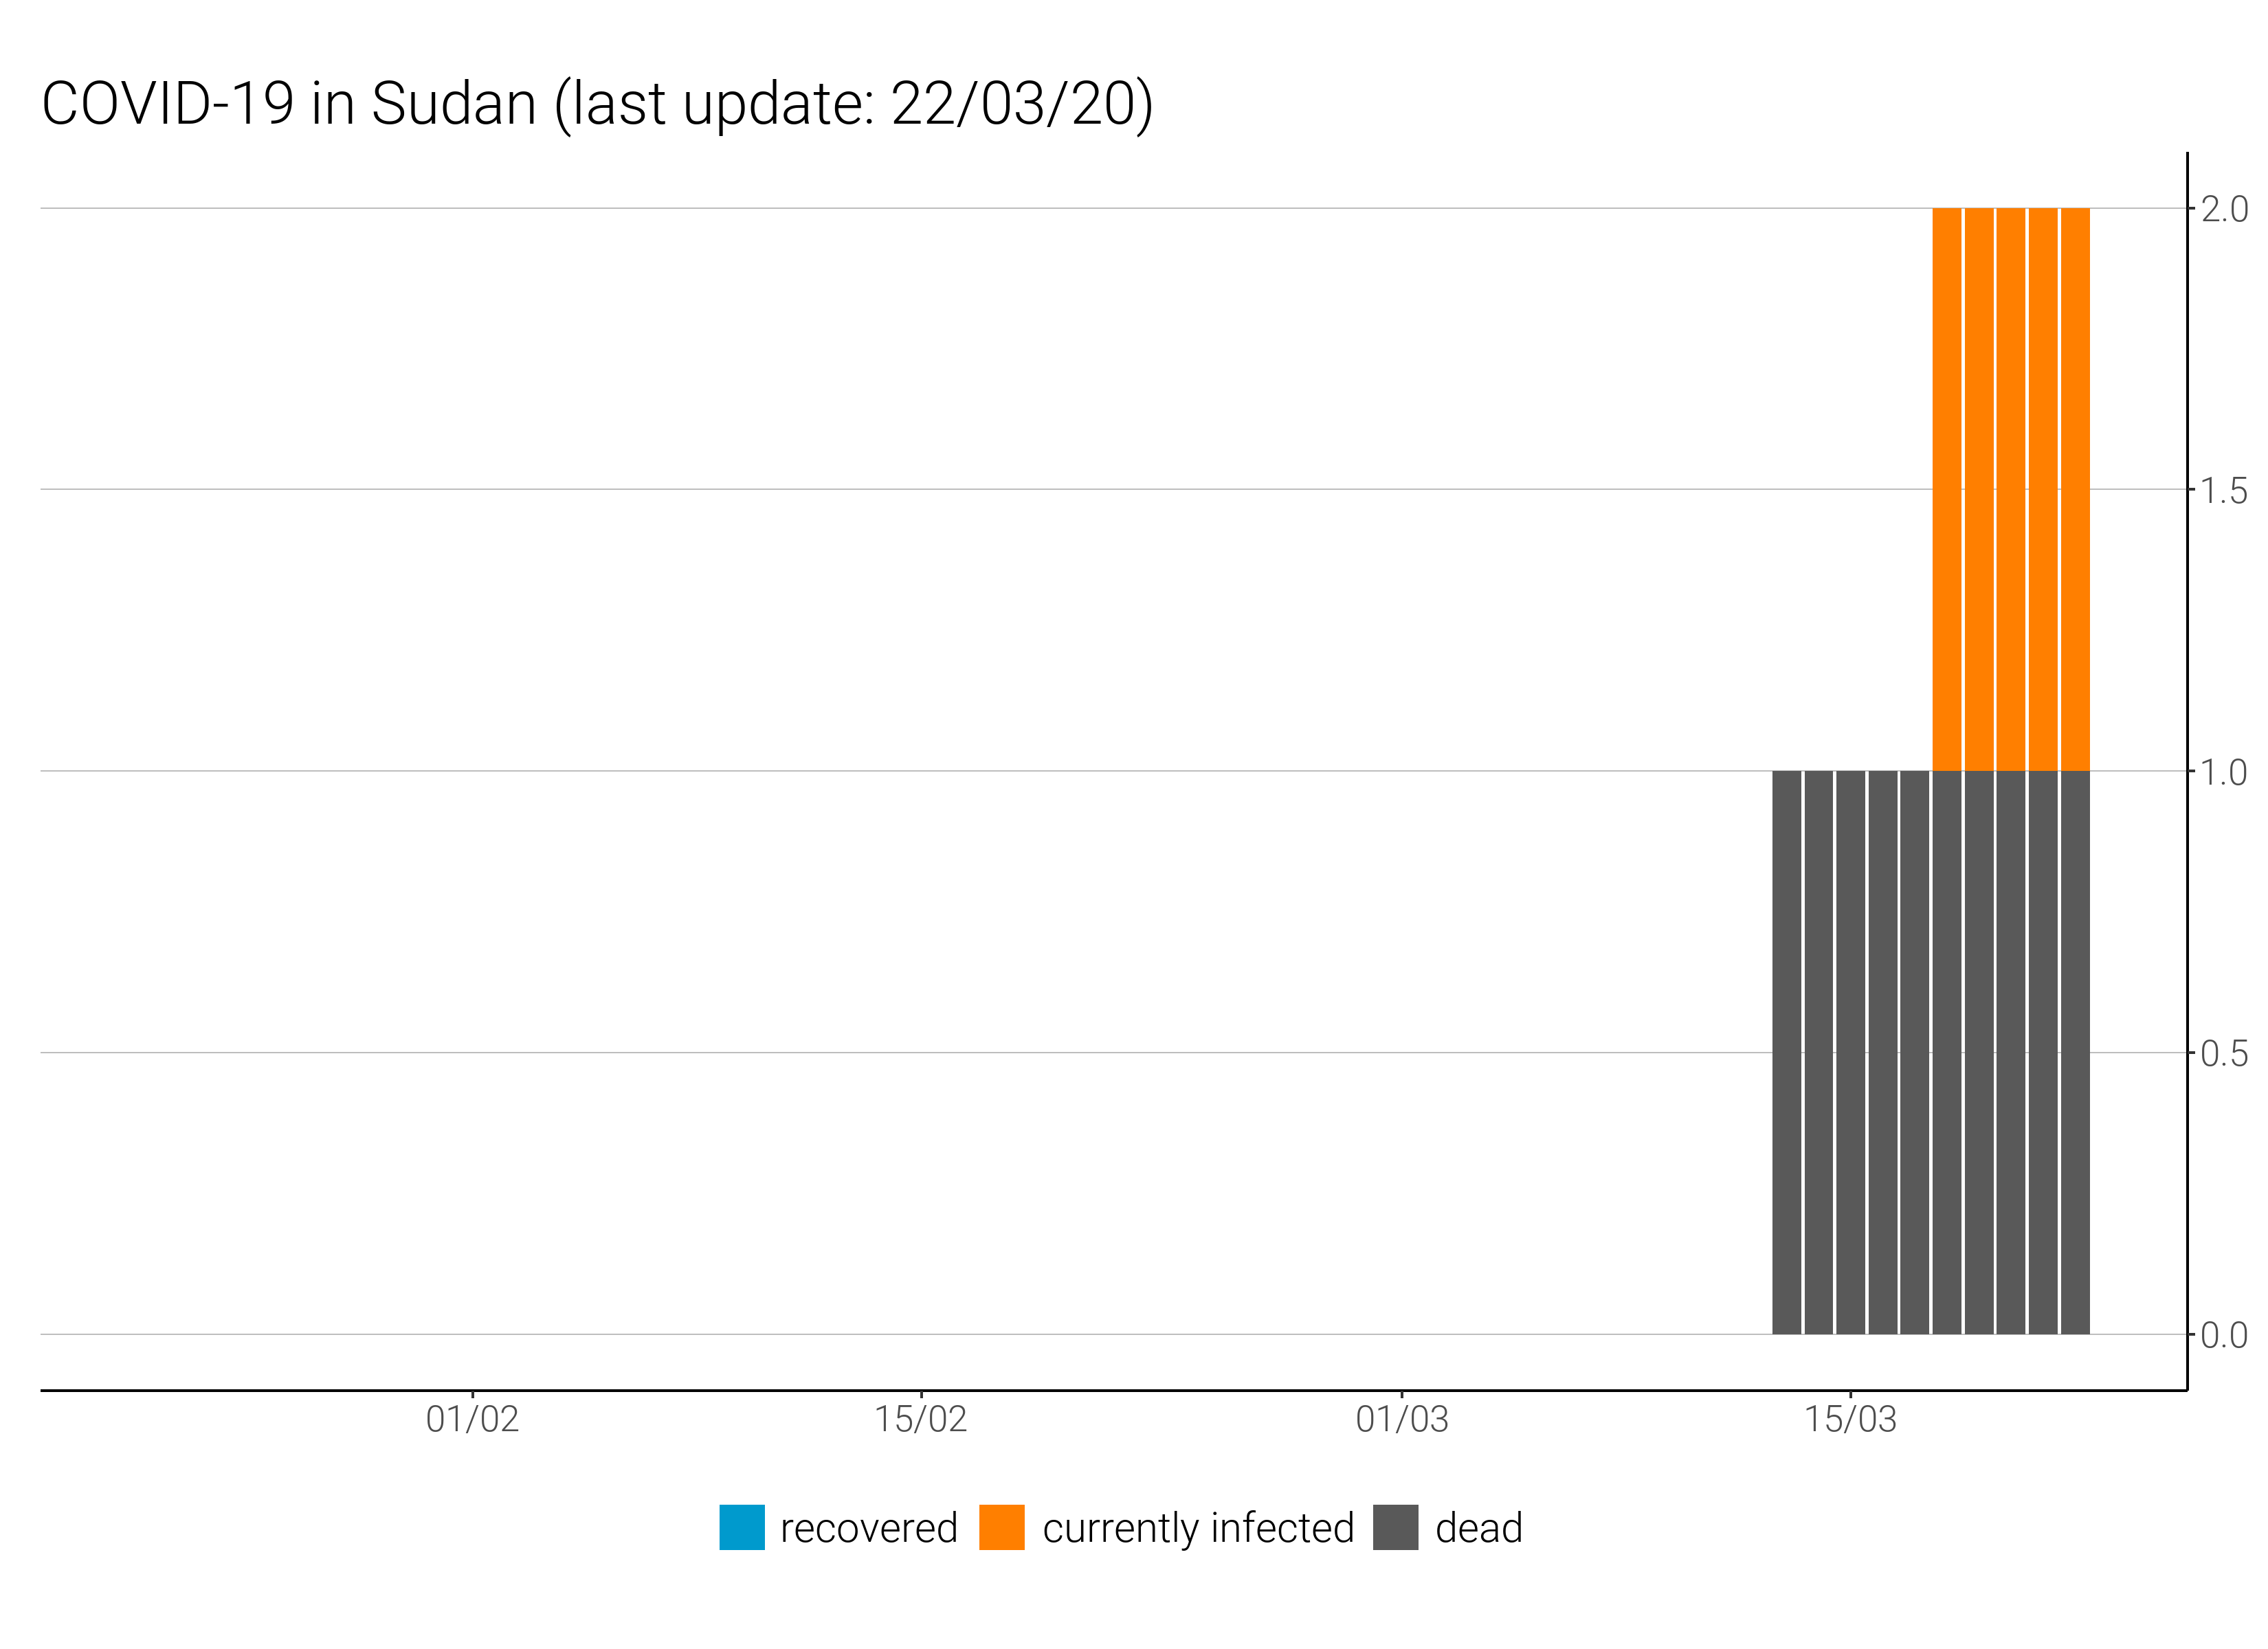 COVID-19 in Sudan (last update: 22/03/20)
2.0
1.5
1.0
0.5
0.0
01/02 15/02 01/03 15/03
recovered currently infected dead